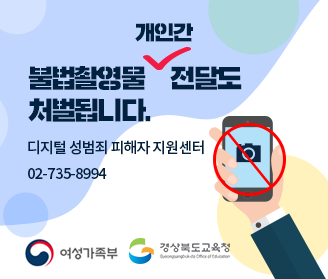 개인간
불법촬영물 전달도
처벌됩니다.
디지털 성범죄 피해자 지원센터
02-735-8994
여성가족부
경상북도교육청
Gyeongsangbuk-do Office of Education